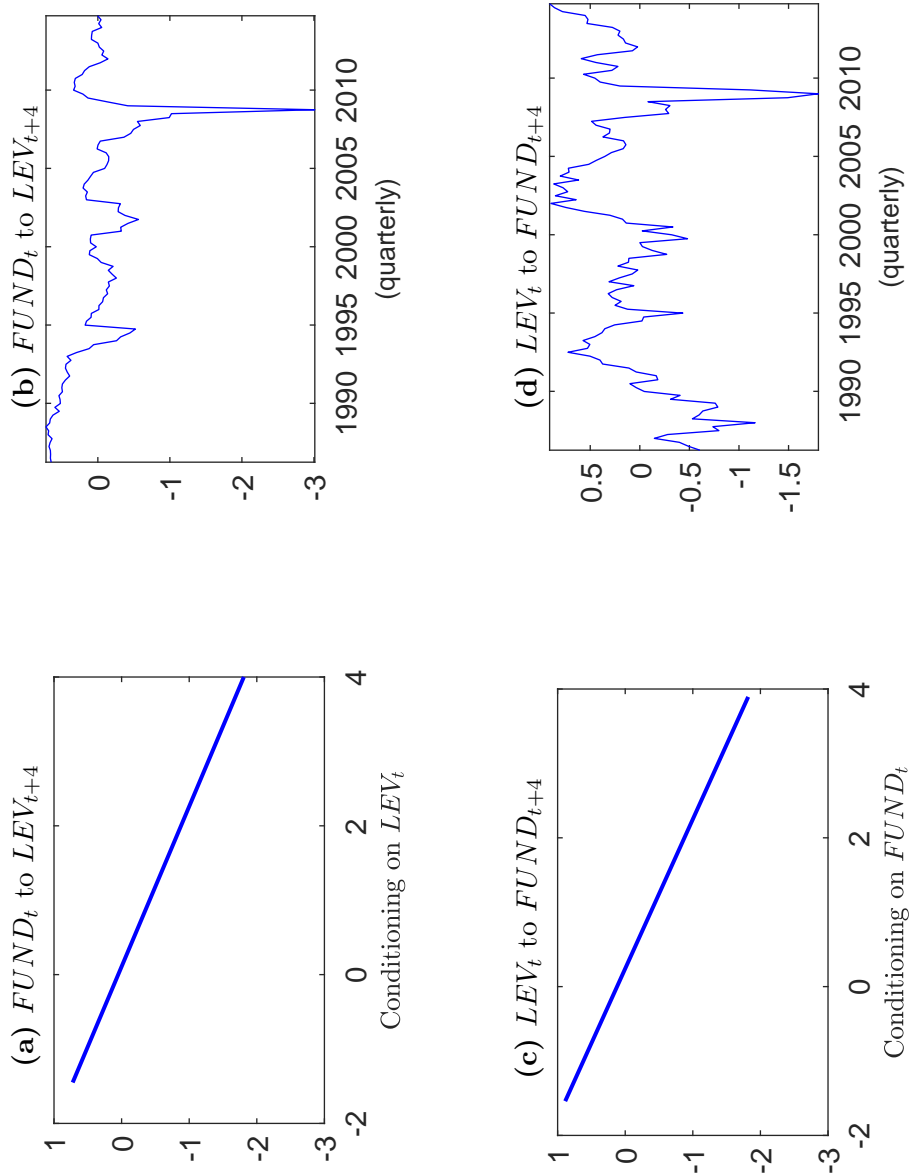 (a) FUND_t to LEV_{t+4}
1
0
-1
-2
-3
-2 0 2 4
Conditioning on LEV_t
(b) FUND_t to LEV_{t+4}
0
-1
-2
-3
1990 1995 2000 2005 2010
(quarterly)
(c) LEV_t to FUND_{t+4}
1
0
-1
-2
-3
-2 0 2 4
Conditioning on FUND_t
(d) LEV_t to FUND_{t+4}
0.5
0
-0.5
-1
-1.5
1990 1995 2000 2005 2010
(quarterly)